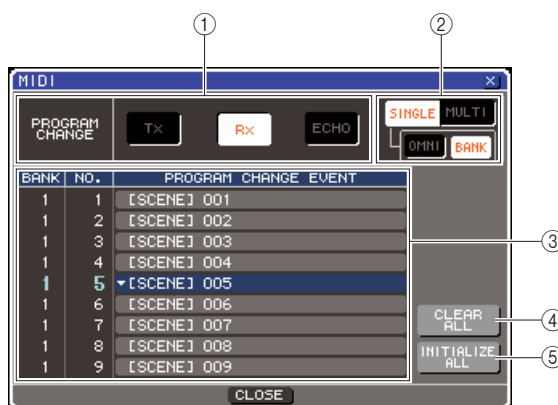 ① ②
MIDI ×
PROGRAM CHANGE Tx Rx ECHO SINGLE MULTI
OMNI BANK
BANK NO. PROGRAM CHANGE EVENT
1 1 [SCENE] 001
1 2 [SCENE] 002
1 3 [SCENE] 003 ③
1 4 [SCENE] 004
1 5 [SCENE] 005
1 6 [SCENE] 006
1 7 [SCENE] 007 CLEAR ALL ④
1 8 [SCENE] 008 INITIALIZE ALL ⑤
1 9 [SCENE] 009
CLOSE